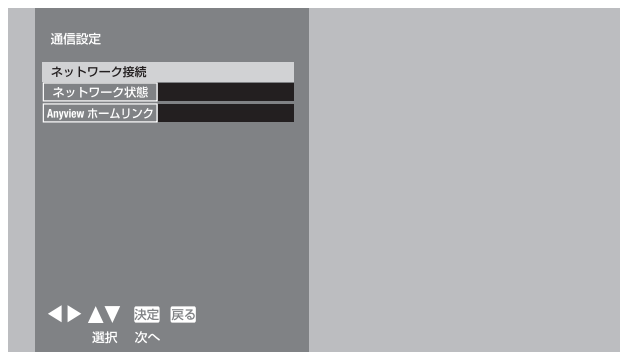 通信設定
ネットワーク接続
ネットワーク状態
Anyview ホームリンク
◀▶ ▲▼ 決定 戻る
選択 次へ